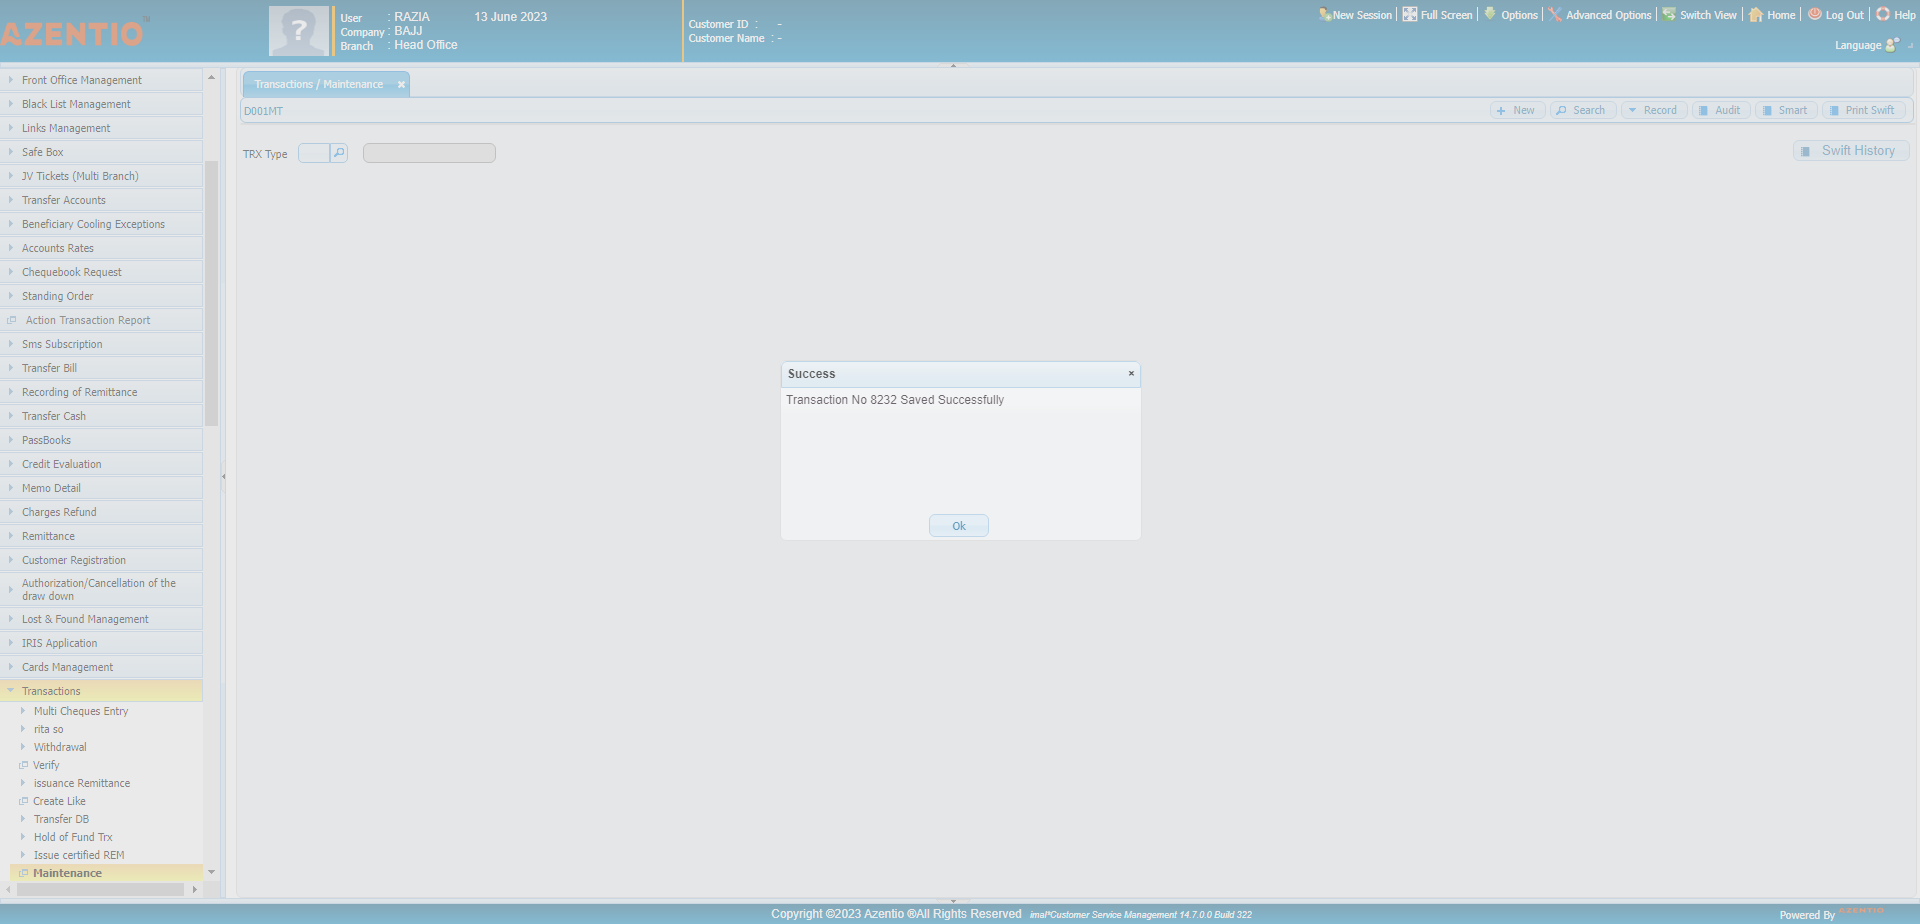 AZENTIO™
User : RAZIA 13 June 2023
Company : BAJJ
Branch : Head Office
Customer ID : -
Customer Name : -
New Session Full Screen Options Advanced Options Switch View Home Log Out Help
Language
Front Office Management
Black List Management
Links Management
Safe Box
JV Tickets (Multi Branch)
Transfer Accounts
Beneficiary Cooling Exceptions
Accounts Rates
Chequebook Request
Standing Order
Action Transaction Report
Sms Subscription
Transfer Bill
Recording of Remittance
Transfer Cash
PassBooks
Credit Evaluation
Memo Detail
Charges Refund
Remittance
Customer Registration
Authorization/Cancellation of the
draw down
Lost & Found Management
IRIS Application
Cards Management
Transactions
Multi Cheques Entry
rita so
Withdrawal
Verify
issuance Remittance
Create Like
Transfer DB
Hold of Fund Trx
Issue certified REM
Maintenance
Transactions / Maintenance
D001MT
New Search Record Audit Smart Print Swift
TRX Type
Swift History
Success
Transaction No 8232 Saved Successfully
Ok
Copyright ©2023 Azentio ®All Rights Reserved imal®Customer Service Management 14.7.0.0 Build 322
Powered By AZENTIO